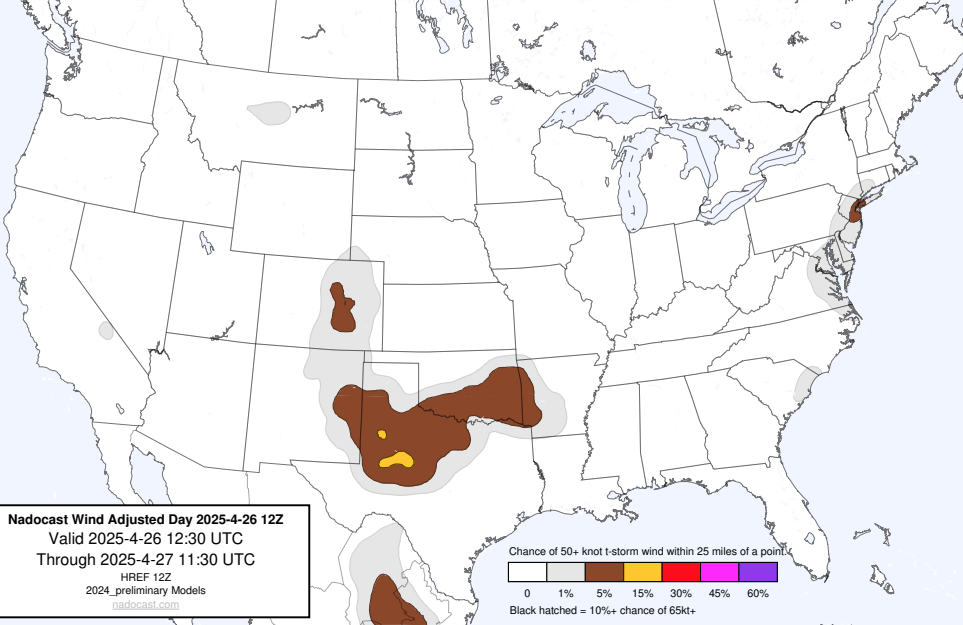 Nadocast Wind Adjusted Day 2025-4-26 12Z
Valid 2025-4-26 12:30 UTC
Through 2025-4-27 11:30 UTC
HREF 12Z
2024_preliminary Models
nadocast.com
Chance of 50+ knot t-storm wind within 25 miles of a point.
0 1% 5% 15% 30% 45% 60%
Black hatched = 10%+ chance of 65kt+